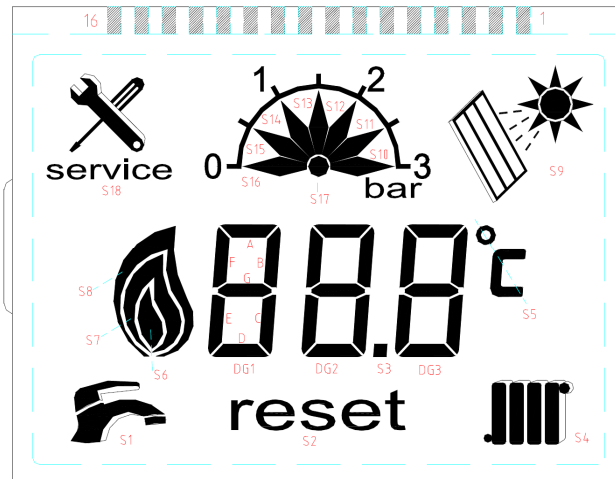 16 1
1 2
S13 S12
S14 S11
S15 S10
0 3
S16 S17
service bar
S18 S9
A
F B
G
S8
°c
E C
S7 D S5
S6 DG1 DG2 S3 DG3
reset
S1 S2 S4